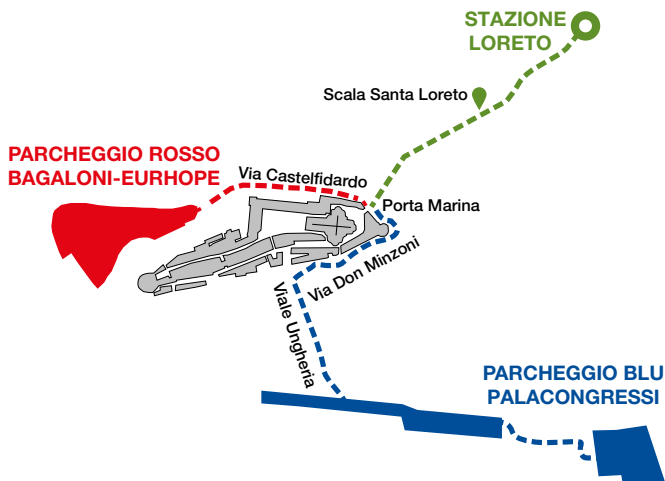 STAZIONE
LORETO
Scala Santa Loreto
PARCHEGGIO ROSSO
BAGALONI-EURHOPE
Via Castelfidardo
Porta Marina
Via Don Minzoni
Viale Ungheria
PARCHEGGIO BLU
PALACONGRESSI